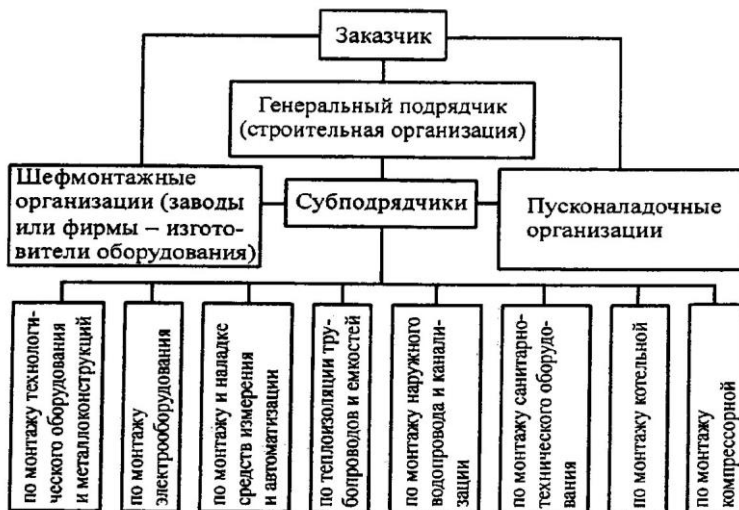 Заказчик
Генеральный подрядчик
(строительная организация)
Шефмонтажные
организации (заводы
или фирмы – изгото-
вители оборудования)
Субподрядчики
Пусконаладочные
организации
по монтажу технологи-
ческого оборудования
и металлоконструкций
по монтажу
электрооборудования
по монтажу и наладке
средств измерения
и автоматизации
по теплоизоляции тру-
бопроводов и емкостей
по монтажу наружного
водопровода и канали-
зации
по монтажу санитарно-
технического оборудо-
вания
по монтажу котельной
по монтажу
компрессорной